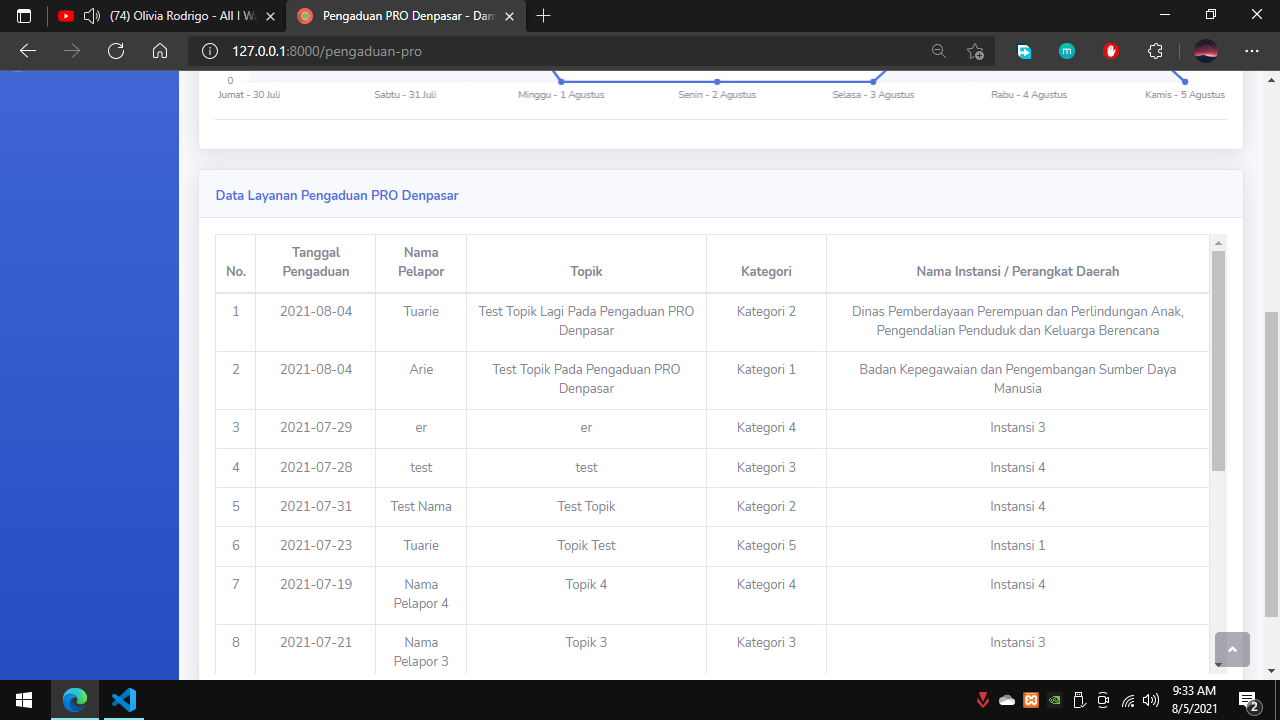 (74) Olivia Rodrigo - All I Wa
Pengaduan PRO Denpasar - Dam
127.0.0.1:8000/pengaduan-pro
0
Jumat - 30 Juli
Sabtu - 31 Juli
Minggu - 1 Agustus
Senin - 2 Agustus
Selasa - 3 Agustus
Rabu - 4 Agustus
Kamis - 5 Agustus
Data Layanan Pengaduan PRO Denpasar
No.
Tanggal
Pengaduan
Nama
Pelapor
Topik
Kategori
Nama Instansi / Perangkat Daerah
1
2021-08-04
Tuarie
Test Topik Lagi Pada Pengaduan PRO
Denpasar
Kategori 2
Dinas Pemberdayaan Perempuan dan Perlindungan Anak,
Pengendalian Penduduk dan Keluarga Berencana
2
2021-08-04
Arie
Test Topik Pada Pengaduan PRO
Denpasar
Kategori 1
Badan Kepegawaian dan Pengembangan Sumber Daya
Manusia
3
2021-07-29
er
er
Kategori 4
Instansi 3
4
2021-07-28
test
test
Kategori 3
Instansi 4
5
2021-07-31
Test Nama
Test Topik
Kategori 2
Instansi 4
6
2021-07-23
Tuarie
Topik Test
Kategori 5
Instansi 1
7
2021-07-19
Nama
Pelapor 4
Topik 4
Kategori 4
Instansi 4
8
2021-07-21
Nama
Pelapor 3
Topik 3
Kategori 3
Instansi 3
9:33 AM
8/5/2021
2